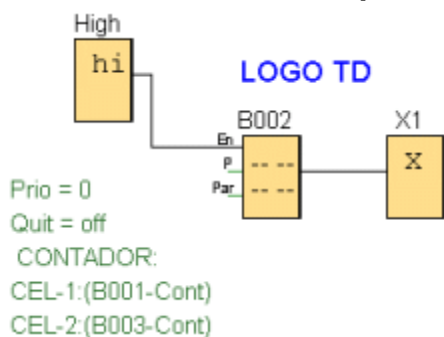 High
hi
LOGO TD
B002
X1
En
P
Par
x
Prio = 0
Quit = off
CONTADOR:
CEL-1:(B001-Cont)
CEL-2:(B003-Cont)